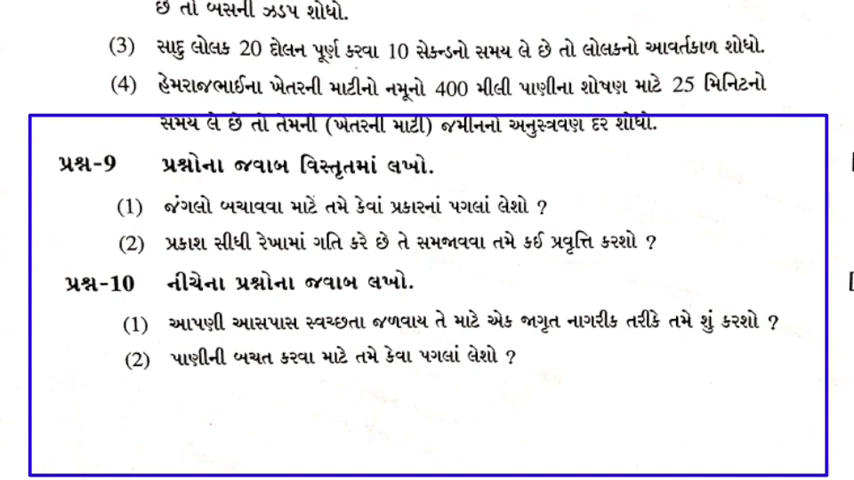 છે તો બસની ઝડપ શોધો.
(3) સાદુ લોલક 20 દોલન પૂર્ણ કરવા 10 સેકન્ડનો સમય લે છે તો લોલકનો આવર્તકાળ શોધો.
(4) હેમરાજભાઈના ખેતરની માટીનો નમૂનો 400 મીલી પાણીના શોષણ માટે 25 મિનિટનો
સમય લે છે તો તેમની (ખેતરની માટી) જમીનનો અનુસ્ત્રવણ દર શોધો.
પ્રશ્ન-9 પ્રશ્નોના જવાબ વિસ્તૃતમાં લખો.
(1) જંગલો બચાવવા માટે તમે કેવાં પ્રકારનાં પગલાં લેશો ?
(2) પ્રકાશ સીધી રેખામાં ગતિ કરે છે તે સમજાવવા તમે કઈ પ્રવૃત્તિ કરશો ?
પ્રશ્ન-10 નીચેના પ્રશ્નોના જવાબ લખો.
(1) આપણી આસપાસ સ્વચ્છતા જળવાય તે માટે એક જાગૃત નાગરીક તરીકે તમે શું કરશો ?
(2) પાણીની બચત કરવા માટે તમે કેવા પગલાં લેશો ?